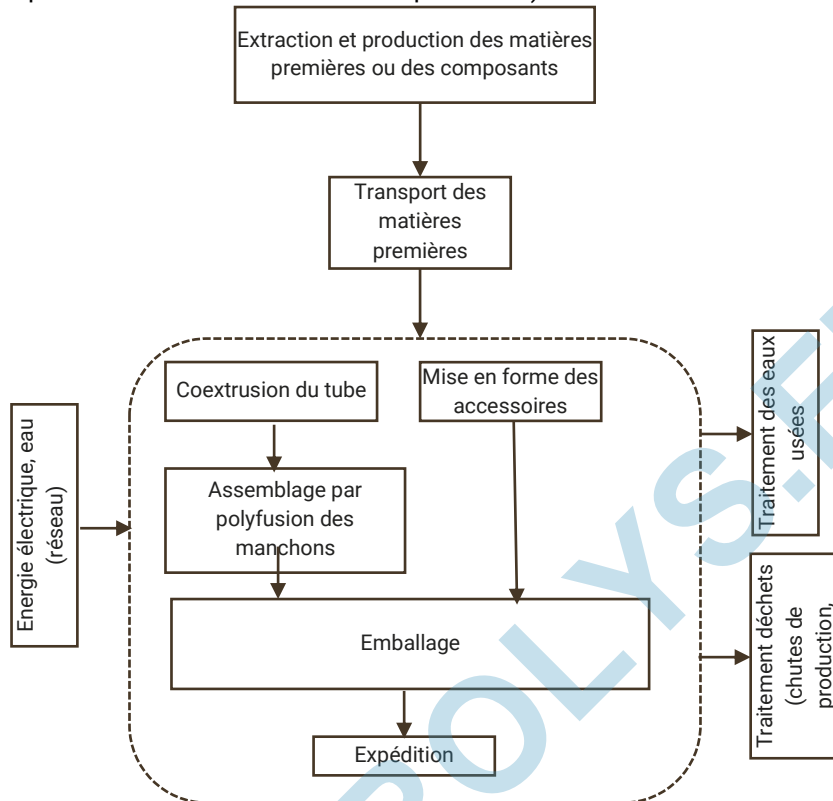 Extraction et production des matières
premières ou des composants
Transport des
matières
premières
Coextrusion du tube
Mise en forme des
accessoires
Energie électrique, eau
(réseau)
Assemblage par
polyfusion des
manchons
Emballage
Expédition
Traitement des eaux
usées
Traitement déchets
(chutes de
production,
POLYS.F